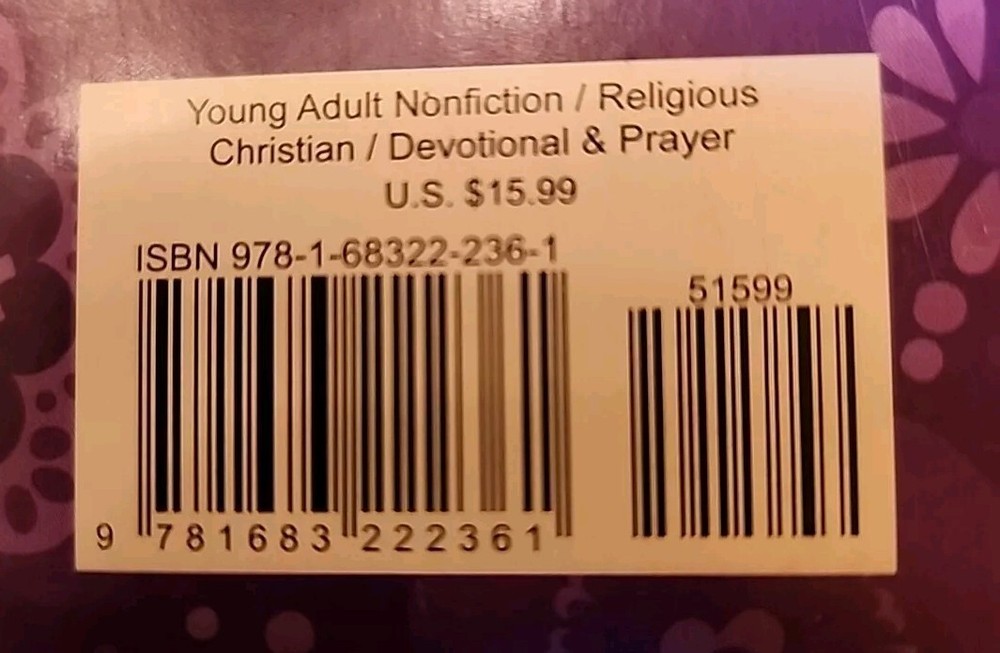 Young Adult Nonfiction / Religious
Christian / Devotional & Prayer
U.S. $15.99
ISBN 978-1-68322-236-1
51599
9 781683 222361